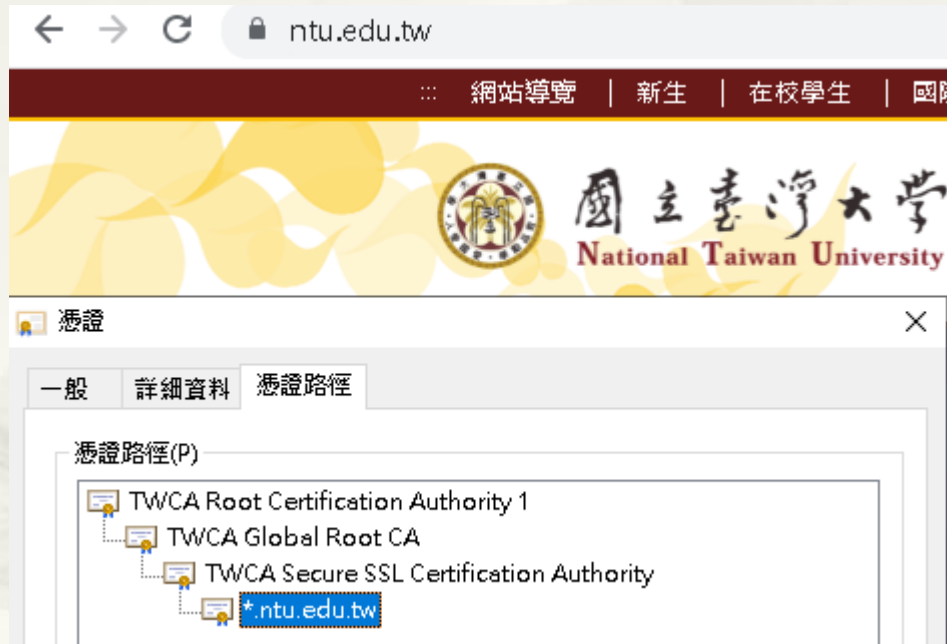 ntu.edu.tw
網站導覽 | 新生 | 在校學生 |
國立臺灣大學
National Taiwan University
憑證
一般 詳細資料 憑證路徑
憑證路徑(P)
TWCA Root Certification Authority 1
TWCA Global Root CA
TWCA Secure SSL Certification Authority
*.ntu.edu.tw